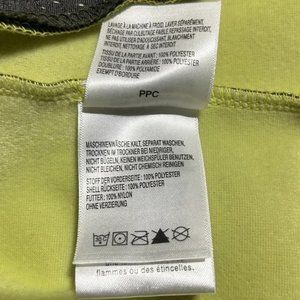 LAVAGE À LA MACHINE À FROID, LAVER SÉPARÉMENT,
SÉCHAGE PAR CULBUTAGE FAIBLE, REPASSAGE INTERDIT,
NE PAS UTILISER D'ADOUCISSANT, BLANCHIMENT
INTERDIT, NETTOYAGE À SEC INTERDIT
TISSU DE LA PARTIE AVANT: 100% POLYESTER
TISSU DE LA PARTIE ARRIÈRE: 100% POLYESTER
DOUBLURE: 100% POLYAMIDE
EXEMPT D'BORDURE
PPC
MASCHINENWÄSCHE KALT, SEPARAT WASCHEN,
TROCKNEN IM TROCKNER BEI NIEDRIGER,
NICHT BÜGELN, KEINEN WEICHSPÜLER BENUTZEN,
NICHT BLEICHEN, NICHT CHEMISCH REINIGEN
STOFF DER VORDERSEITE: 100% POLYESTER
SHELL RÜCKSEITE: 100% POLYESTER
FUTTER: 100% NYLON
OHNE VERZIERUNG
flammes ou des étincelles.